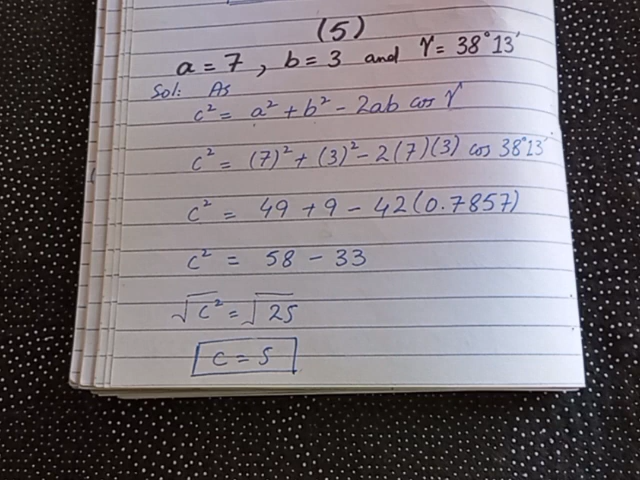 (5)
a = 7 , b = 3 and γ = 38°13′
Sol: As
c² = a² + b² - 2ab cos γ
c² = (7)² + (3)² - 2(7)(3) cos 38°13′
c² = 49 + 9 - 42(0.7857)
c² = 58 - 33
√c² = √25
c = 5